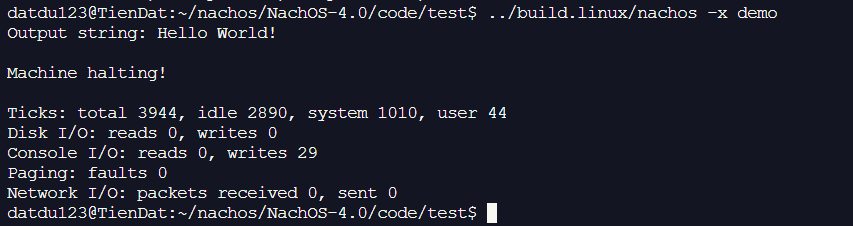 datdu123@TienDat:~/nachos/NachOS-4.0/code/test$ ../build.linux/nachos -x demo
Output string: Hello World!
Machine halting!
Ticks: total 3944, idle 2890, system 1010, user 44
Disk I/O: reads 0, writes 0
Console I/O: reads 0, writes 29
Paging: faults 0
Network I/O: packets received 0, sent 0
datdu123@TienDat:~/nachos/NachOS-4.0/code/test$